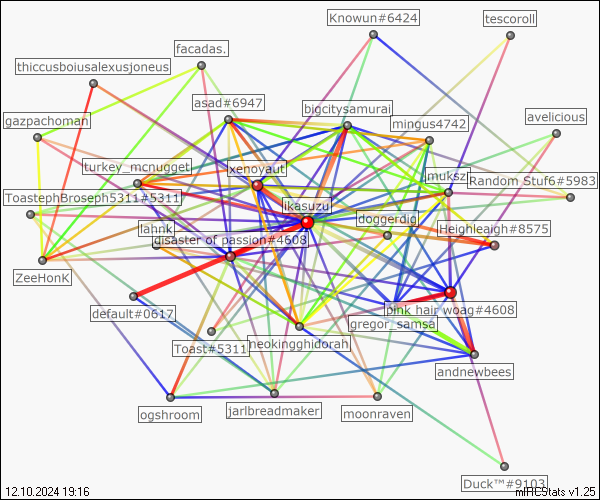 Knowun#6424
tescoroll
facadas.
thiccusboiusalexusjoneus
asad#6947
bigcitysamurai
gazpachoman
mingus4742
avelicious
turkey_mcnugget
xenoyaut
jmuksz
Random Stuf6#5983
ToastephBroseph5311#5311
ikasuzu
doggerdig
lahnk
Heighleaigh#8575
disaster of passion#4608
ZeeHonK
default#0617
pink hair woag#4608
gregor_samsa
Toast#5311
neokingghidorah
andnewbees
ogshroom
jarlbreadmaker
moonraven
Duck™#9103
12.10.2024 19:16
mIRCStats v1.25